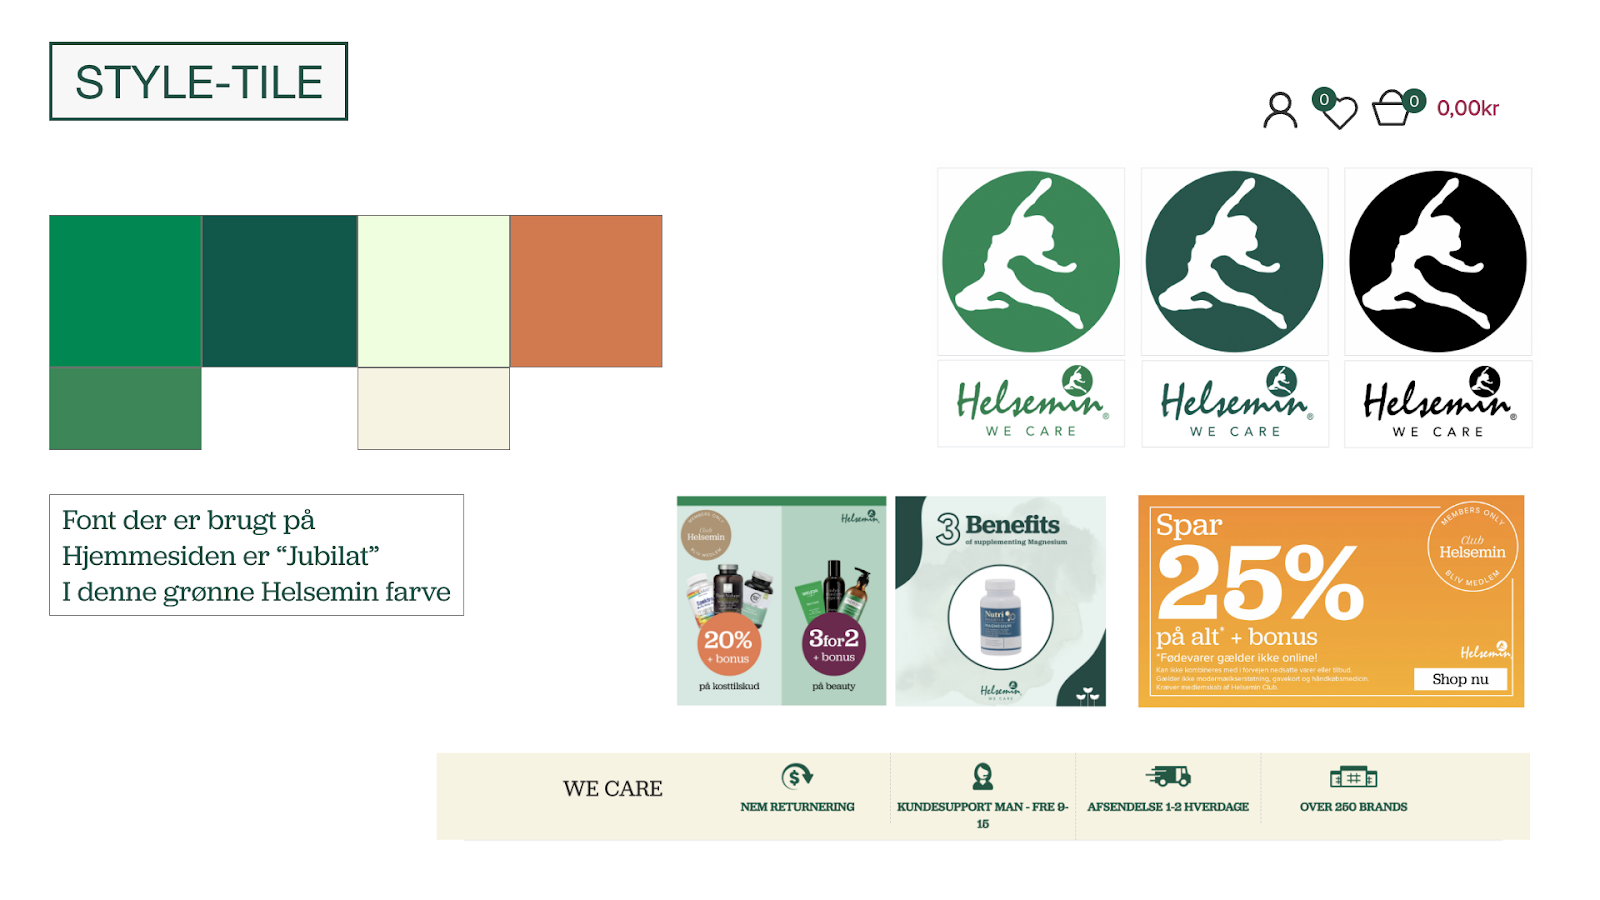 STYLE-TILE
0
0
0,00kr
Helsemin®
WE CARE
Helsemin®
WE CARE
Helsemin®
WE CARE
Font der er brugt på
Hjemmesiden er “Jubilat”
I denne grønne Helsemin farve
MEMBERS ONLY
Club
Helsemin
BLIV MEDLEM
Helsemin
20%
+ bonus
på kosttilskud
3for2
+ bonus
på beauty
3 Benefits
of supplementing Magnesium
Nutri
Helsemin
WE CARE
Spar
25%
på alt* + bonus
*Fødevarer gælder ikke online!
Kan ikke kombineres med i forvejen nedsatte varer eller tilbud.
Gælder ikke modermælkserstatning, gavekort og håndkøbsmedicin.
Kræver medlemskab af Helsemin Club.
MEMBERS ONLY
Club
Helsemin
BLIV MEDLEM
Helsemin
Shop nu
WE CARE
NEM RETURNERING
KUNDESUPPORT MAN - FRE 9-
15
AFSENDELSE 1-2 HVERDAGE
OVER 250 BRANDS